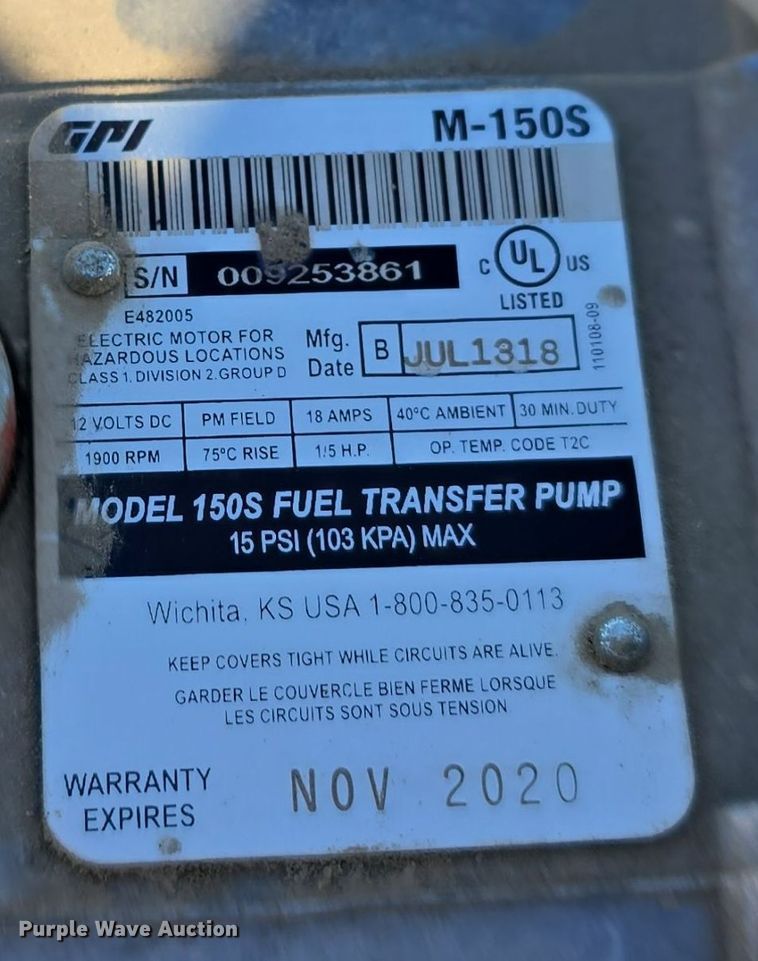 GPI M-150S
S/N 009253861
C UL US
LISTED
E482005
ELECTRIC MOTOR FOR
HAZARDOUS LOCATIONS
CLASS 1. DIVISION 2. GROUP D
Mfg. Date B JUL1318
110108-09
12 VOLTS DC PM FIELD 18 AMPS 40°C AMBIENT 30 MIN. DUTY
1900 RPM 75°C RISE 1/5 H.P. OP. TEMP. CODE T2C
MODEL 150S FUEL TRANSFER PUMP
15 PSI (103 KPA) MAX
Wichita, KS USA 1-800-835-0113
KEEP COVERS TIGHT WHILE CIRCUITS ARE ALIVE.
GARDER LE COUVERCLE BIEN FERME LORSQUE
LES CIRCUITS SONT SOUS TENSION
WARRANTY
EXPIRES
NOV 2020
Purple Wave Auction